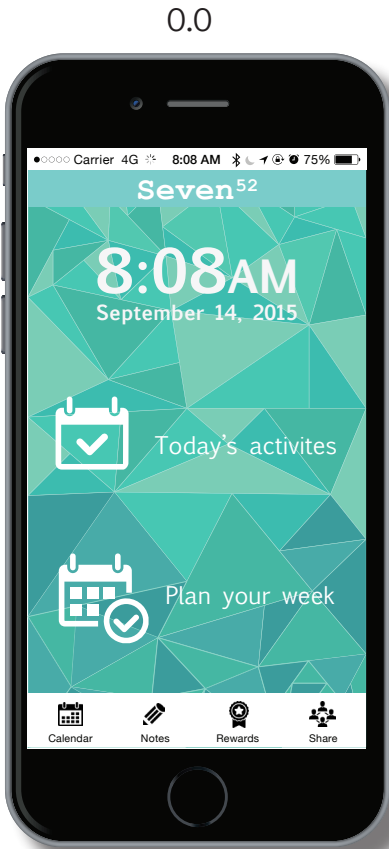 0.0
Carrier 4G 8:08 AM 75%
Seven⁵²
8:08AM
September 14, 2015
Today's activites
Plan your week
Calendar Notes Rewards Share